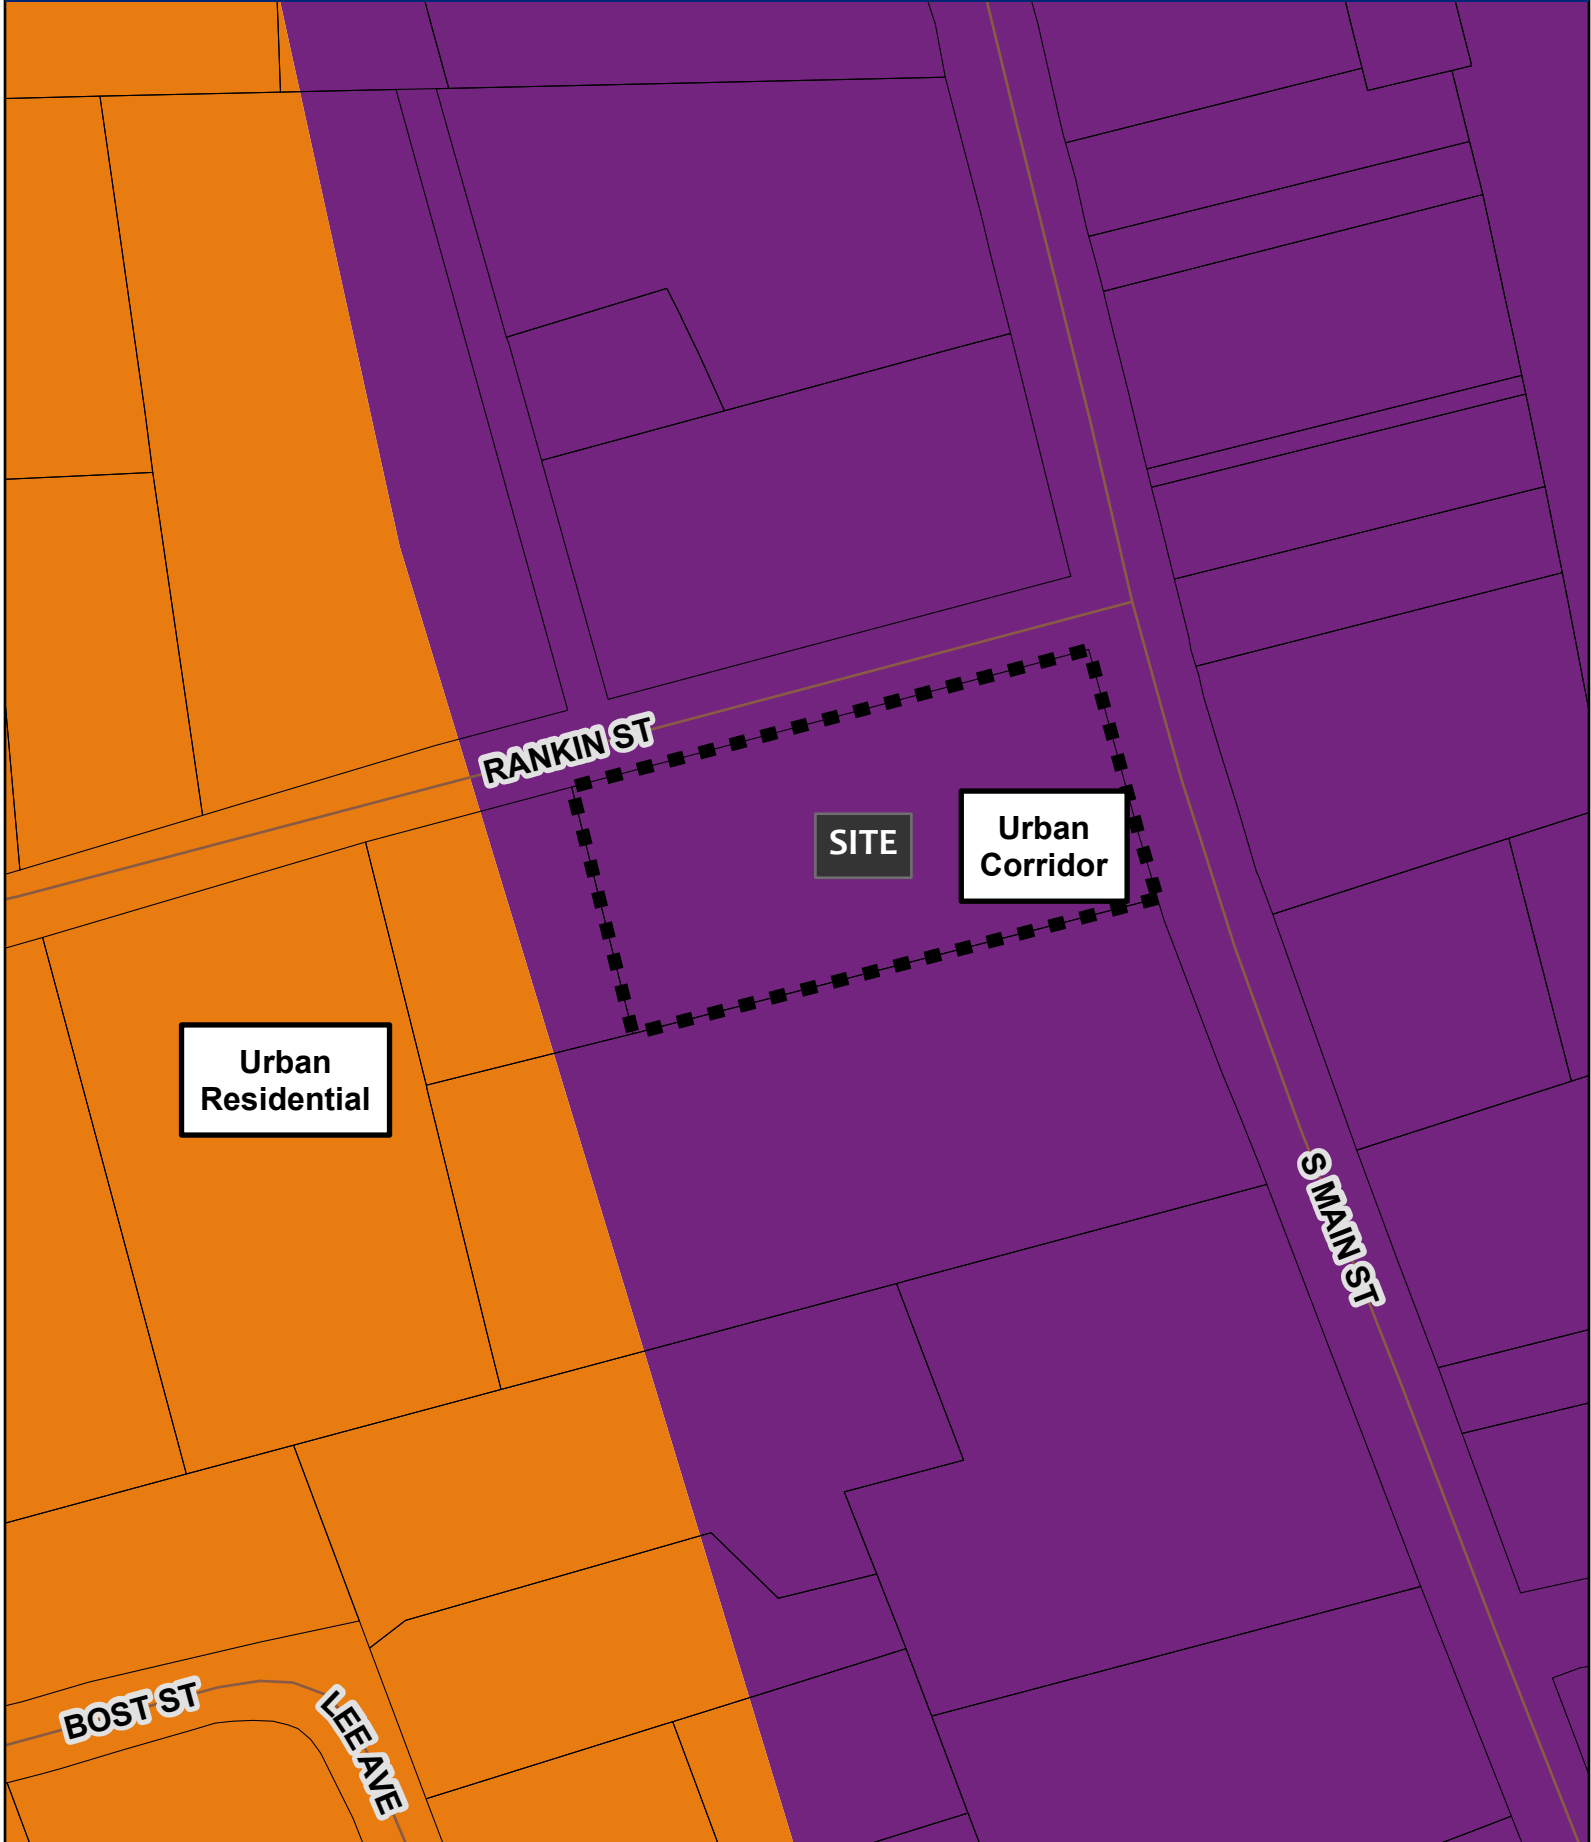 RANKIN ST
SITE
Urban
Corridor
Urban
Residential
S MAIN ST
BOST ST
LEE AVE